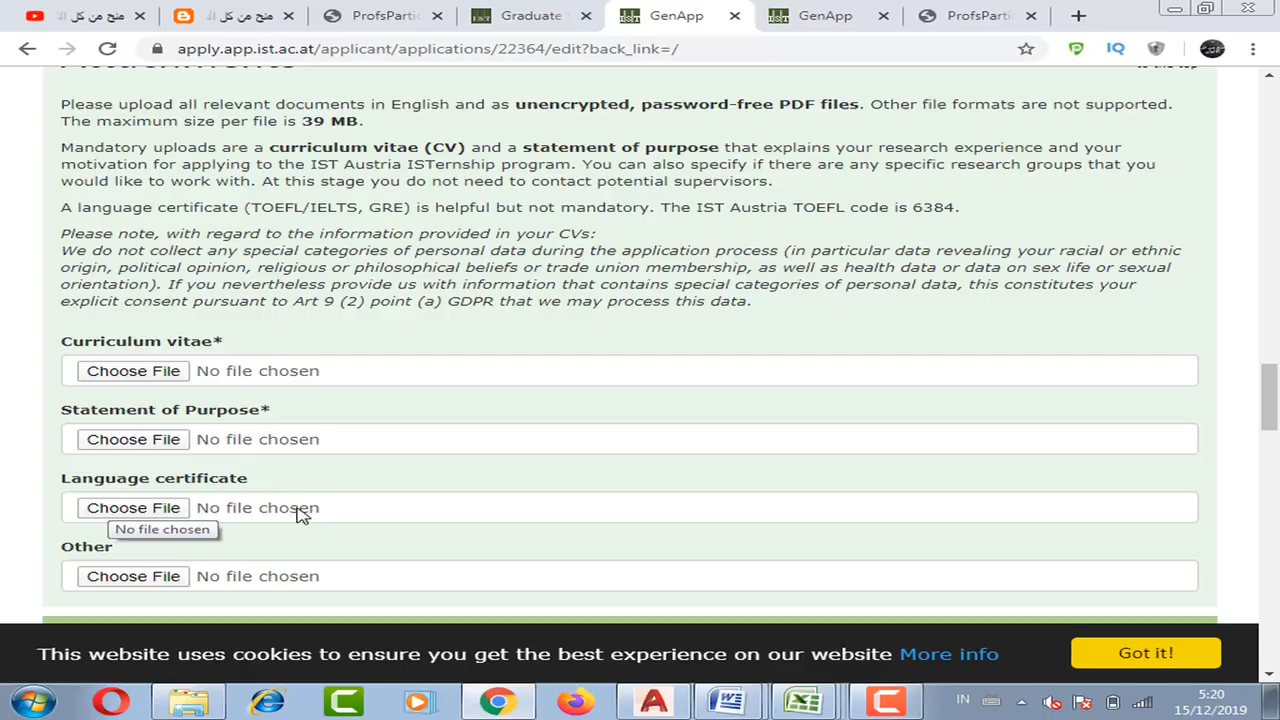 منح من كل ال
منح من كل ال
ProfsParti
Graduate S
GenApp
GenApp
ProfsParti
apply.app.ist.ac.at/applicant/applications/22364/edit?back_link=/
IQ
Please upload all relevant documents in English and as unencrypted, password-free PDF files. Other file formats are not supported.
The maximum size per file is 39 MB.
Mandatory uploads are a curriculum vitae (CV) and a statement of purpose that explains your research experience and your
motivation for applying to the IST Austria ISTernship program. You can also specify if there are any specific research groups that you
would like to work with. At this stage you do not need to contact potential supervisors.
A language certificate (TOEFL/IELTS, GRE) is helpful but not mandatory. The IST Austria TOEFL code is 6384.
Please note, with regard to the information provided in your CVs:
We do not collect any special categories of personal data during the application process (in particular data revealing your racial or ethnic
origin, political opinion, religious or philosophical beliefs or trade union membership, as well as health data or data on sex life or sexual
orientation). If you nevertheless provide us with information that contains special categories of personal data, this constitutes your
explicit consent pursuant to Art 9 (2) point (a) GDPR that we may process this data.
Curriculum vitae*
Choose File No file chosen
Statement of Purpose*
Choose File No file chosen
Language certificate
Choose File No file chosen
No file chosen
Other
Choose File No file chosen
This website uses cookies to ensure you get the best experience on our website More info
Got it!
IN
5:20
15/12/2019